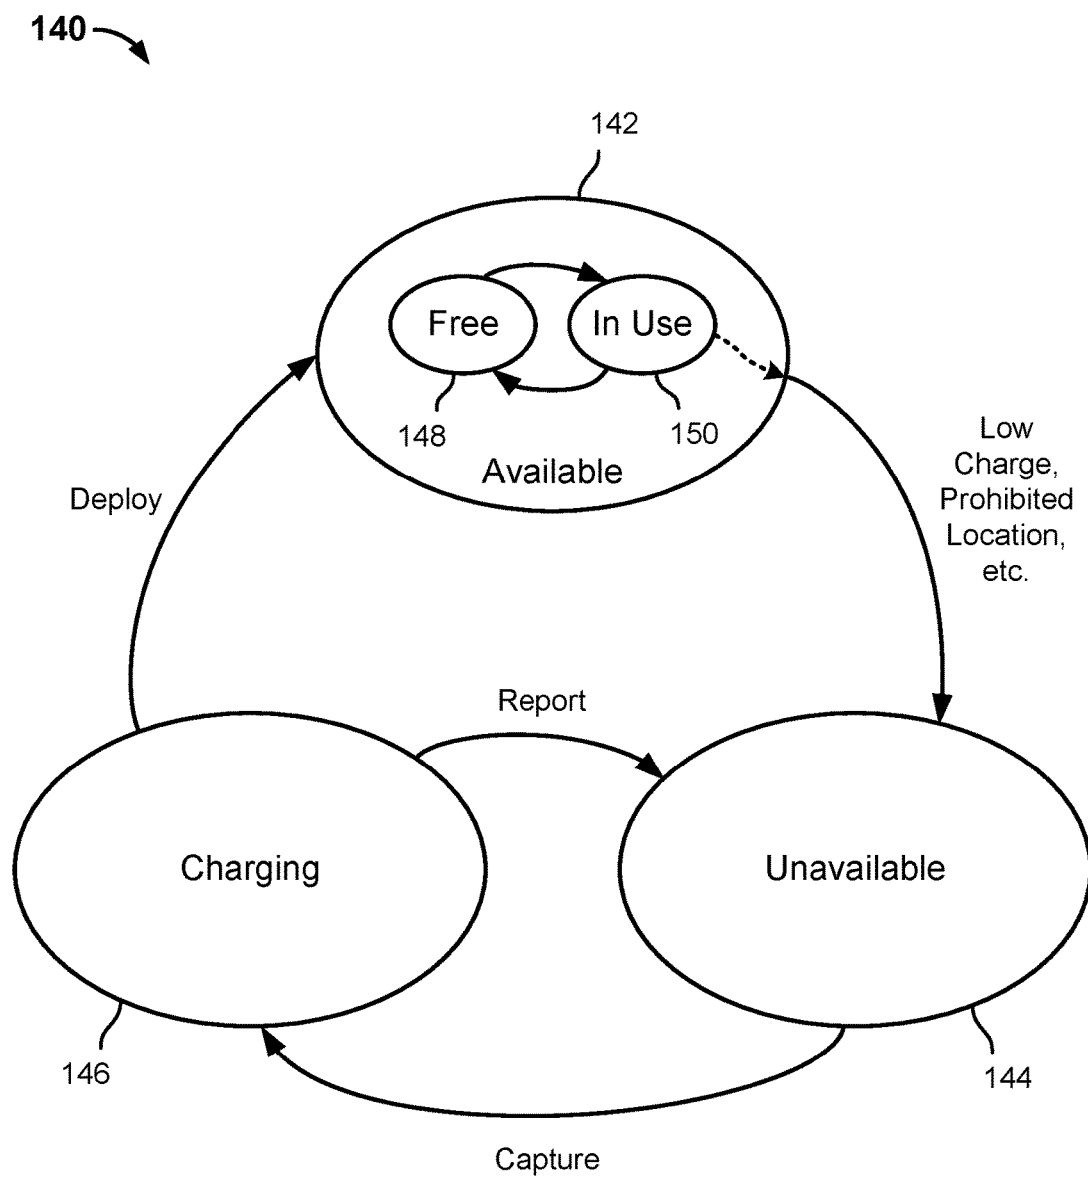 140
142
Free
In Use
148
150
Available
Low
Charge,
Prohibited
Location,
etc.
Deploy
Report
Charging
Unavailable
146
144
Capture